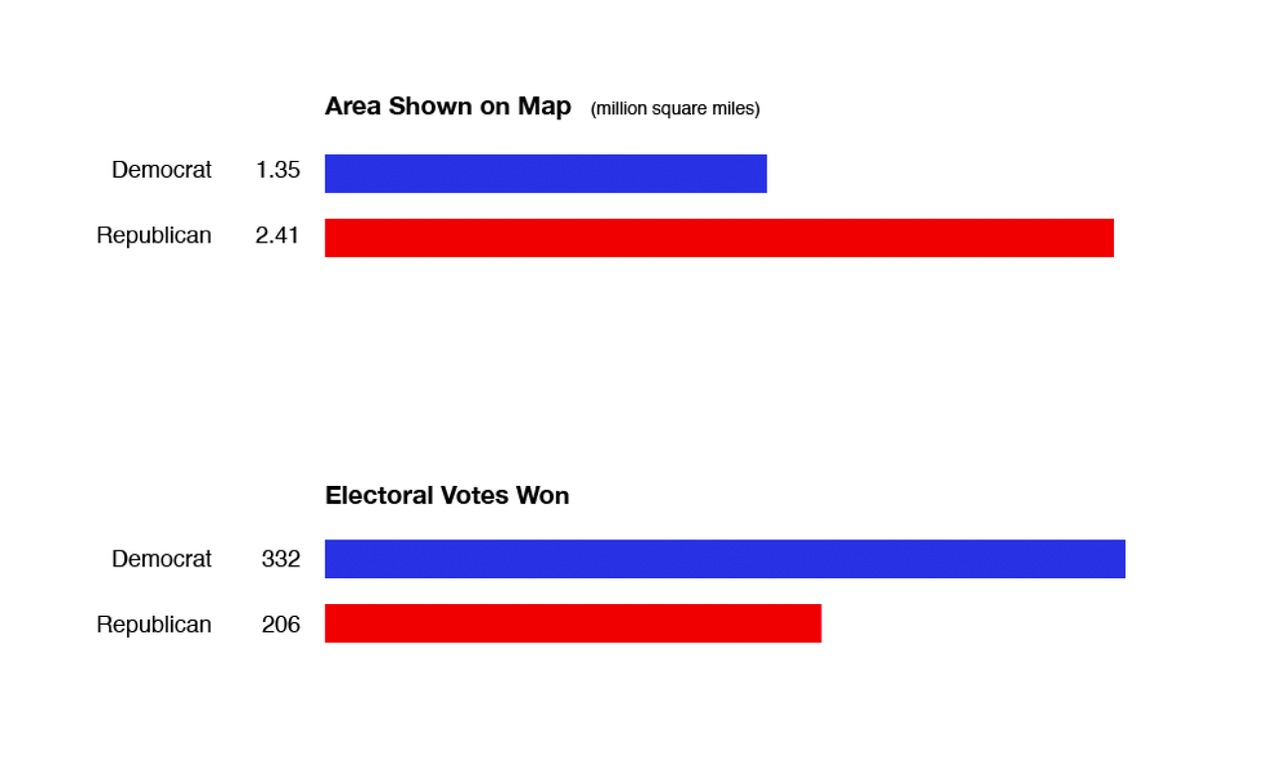 Area Shown on Map (million square miles)
Democrat 1.35
Republican 2.41
Electoral Votes Won
Democrat 332
Republican 206